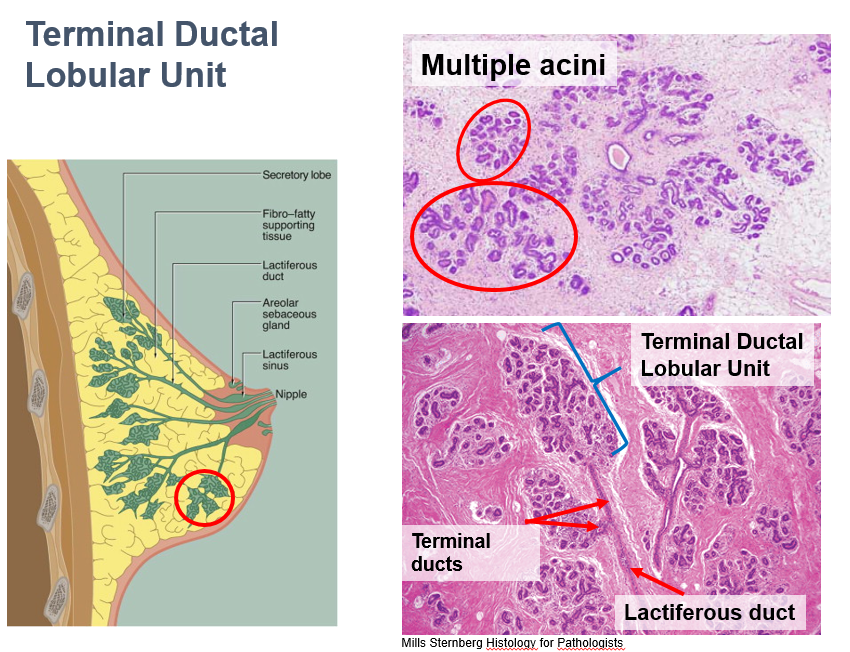 Terminal Ductal
Lobular Unit
Secretory lobe
Fibro–fatty
supporting
tissue
Lactiferous
duct
Areolar
sebaceous
gland
Lactiferous
sinus
Nipple
Multiple acini
Terminal Ductal
Lobular Unit
Terminal
ducts
Lactiferous duct
Mills Sternberg Histology for Pathologists